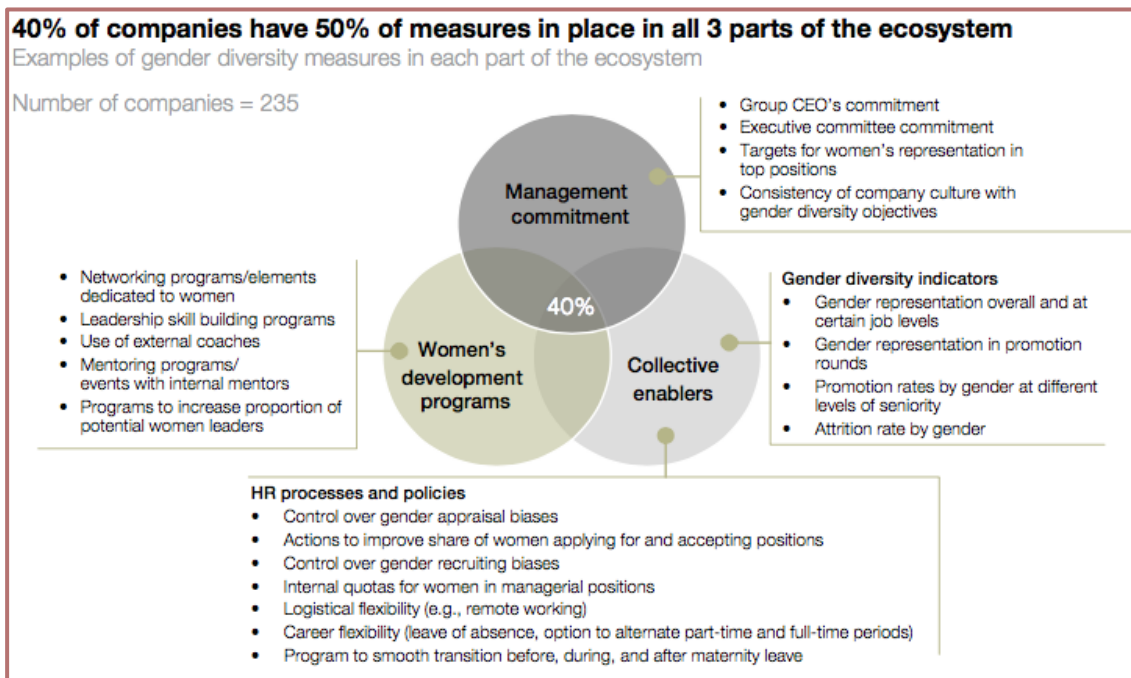 40% of companies have 50% of measures in place in all 3 parts of the ecosystem
Examples of gender diversity measures in each part of the ecosystem
Number of companies = 235
• Group CEO's commitment
• Executive committee commitment
• Targets for women's representation in
top positions
• Consistency of company culture with
gender diversity objectives
Management
commitment
• Networking programs/elements
dedicated to women
• Leadership skill building programs
• Use of external coaches
• Mentoring programs/
events with internal mentors
• Programs to increase proportion of
potential women leaders
40%
Women's
development
programs
Collective
enablers
Gender diversity indicators
• Gender representation overall and at
certain job levels
• Gender representation in promotion
rounds
• Promotion rates by gender at different
levels of seniority
• Attrition rate by gender
HR processes and policies
• Control over gender appraisal biases
• Actions to improve share of women applying for and accepting positions
• Control over gender recruiting biases
• Internal quotas for women in managerial positions
• Logistical flexibility (e.g., remote working)
• Career flexibility (leave of absence, option to alternate part-time and full-time periods)
• Program to smooth transition before, during, and after maternity leave